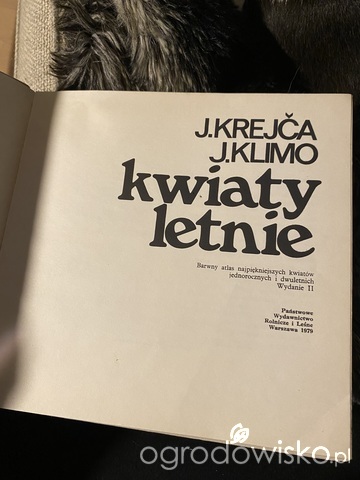 J.KREJČA
J.KLIMO
kwiaty
letnie
Barwny atlas najpiękniejszych kwiatów
jednorocznych i dwuletnich
Wydanie II
Państwowe
Wydawnictwo
Rolnicze i Leśne
Warszawa 1979
ogrodowisko.pl